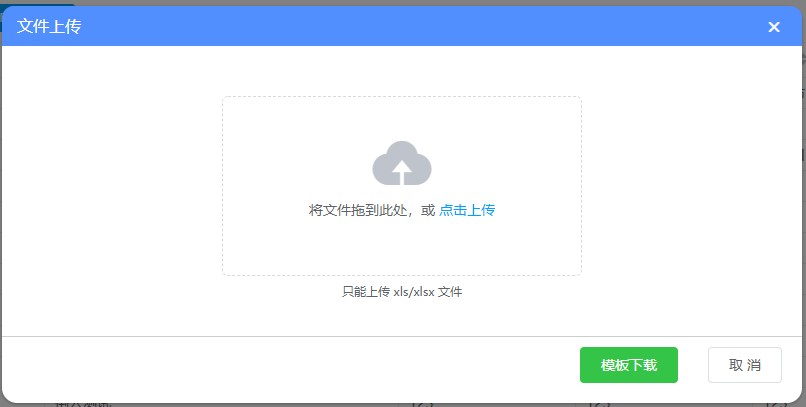 文件上传
将文件拖到此处，或 点击上传
只能上传 xls/xlsx 文件
模板下载
取 消